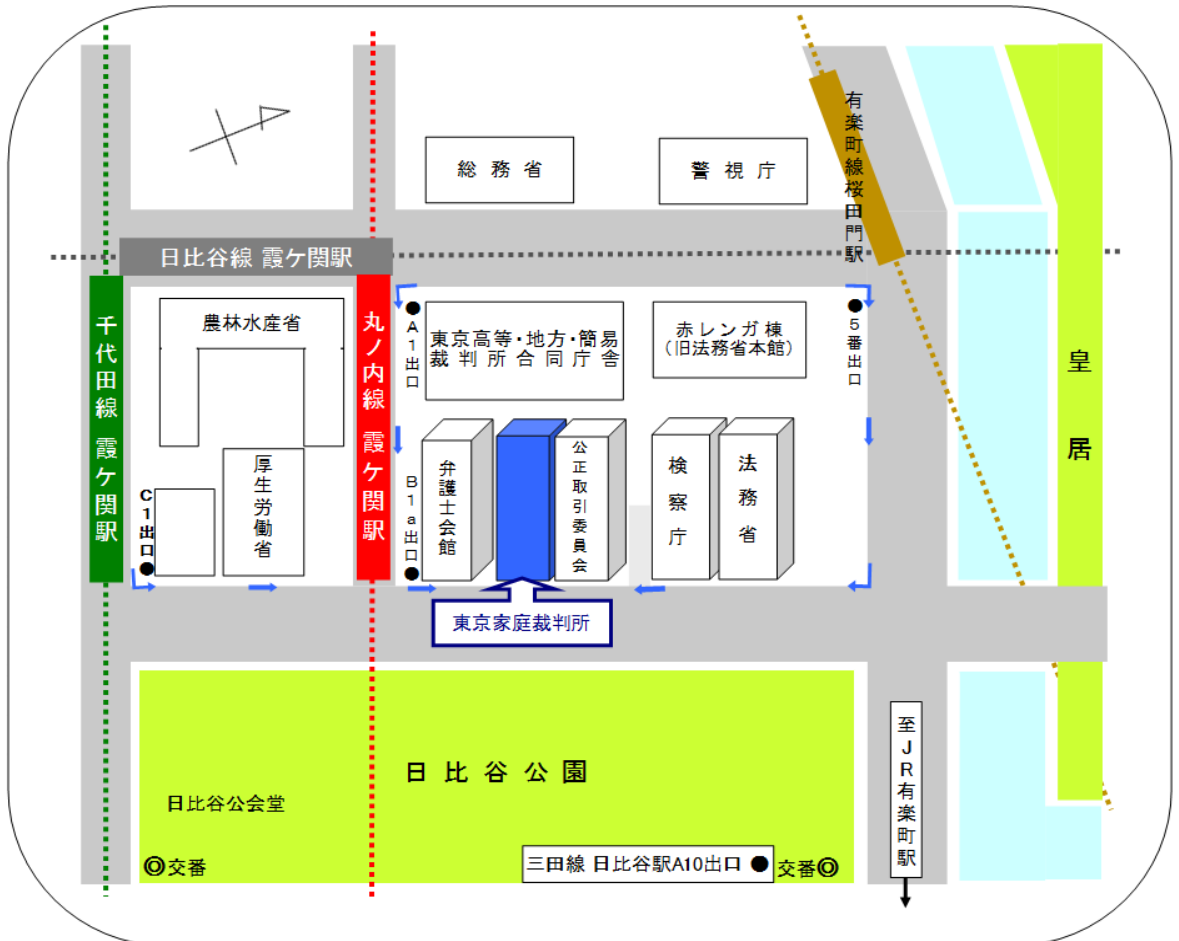 有楽町線桜田門駅
総務省
警視庁
日比谷線 霞ケ関駅
千代田線 霞ケ関駅
農林水産省
丸ノ内線 霞ケ関駅
A1出口
東京高等・地方・簡易
裁判所合同庁舎
赤レンガ棟
(旧法務省本館)
5番出口
皇居
C1出口
厚生労働省
B1a出口
弁護士会館
公正取引委員会
検察庁
法務省
東京家庭裁判所
日比谷公園
日比谷公会堂
至JR有楽町駅
交番
三田線 日比谷駅A10出口
交番